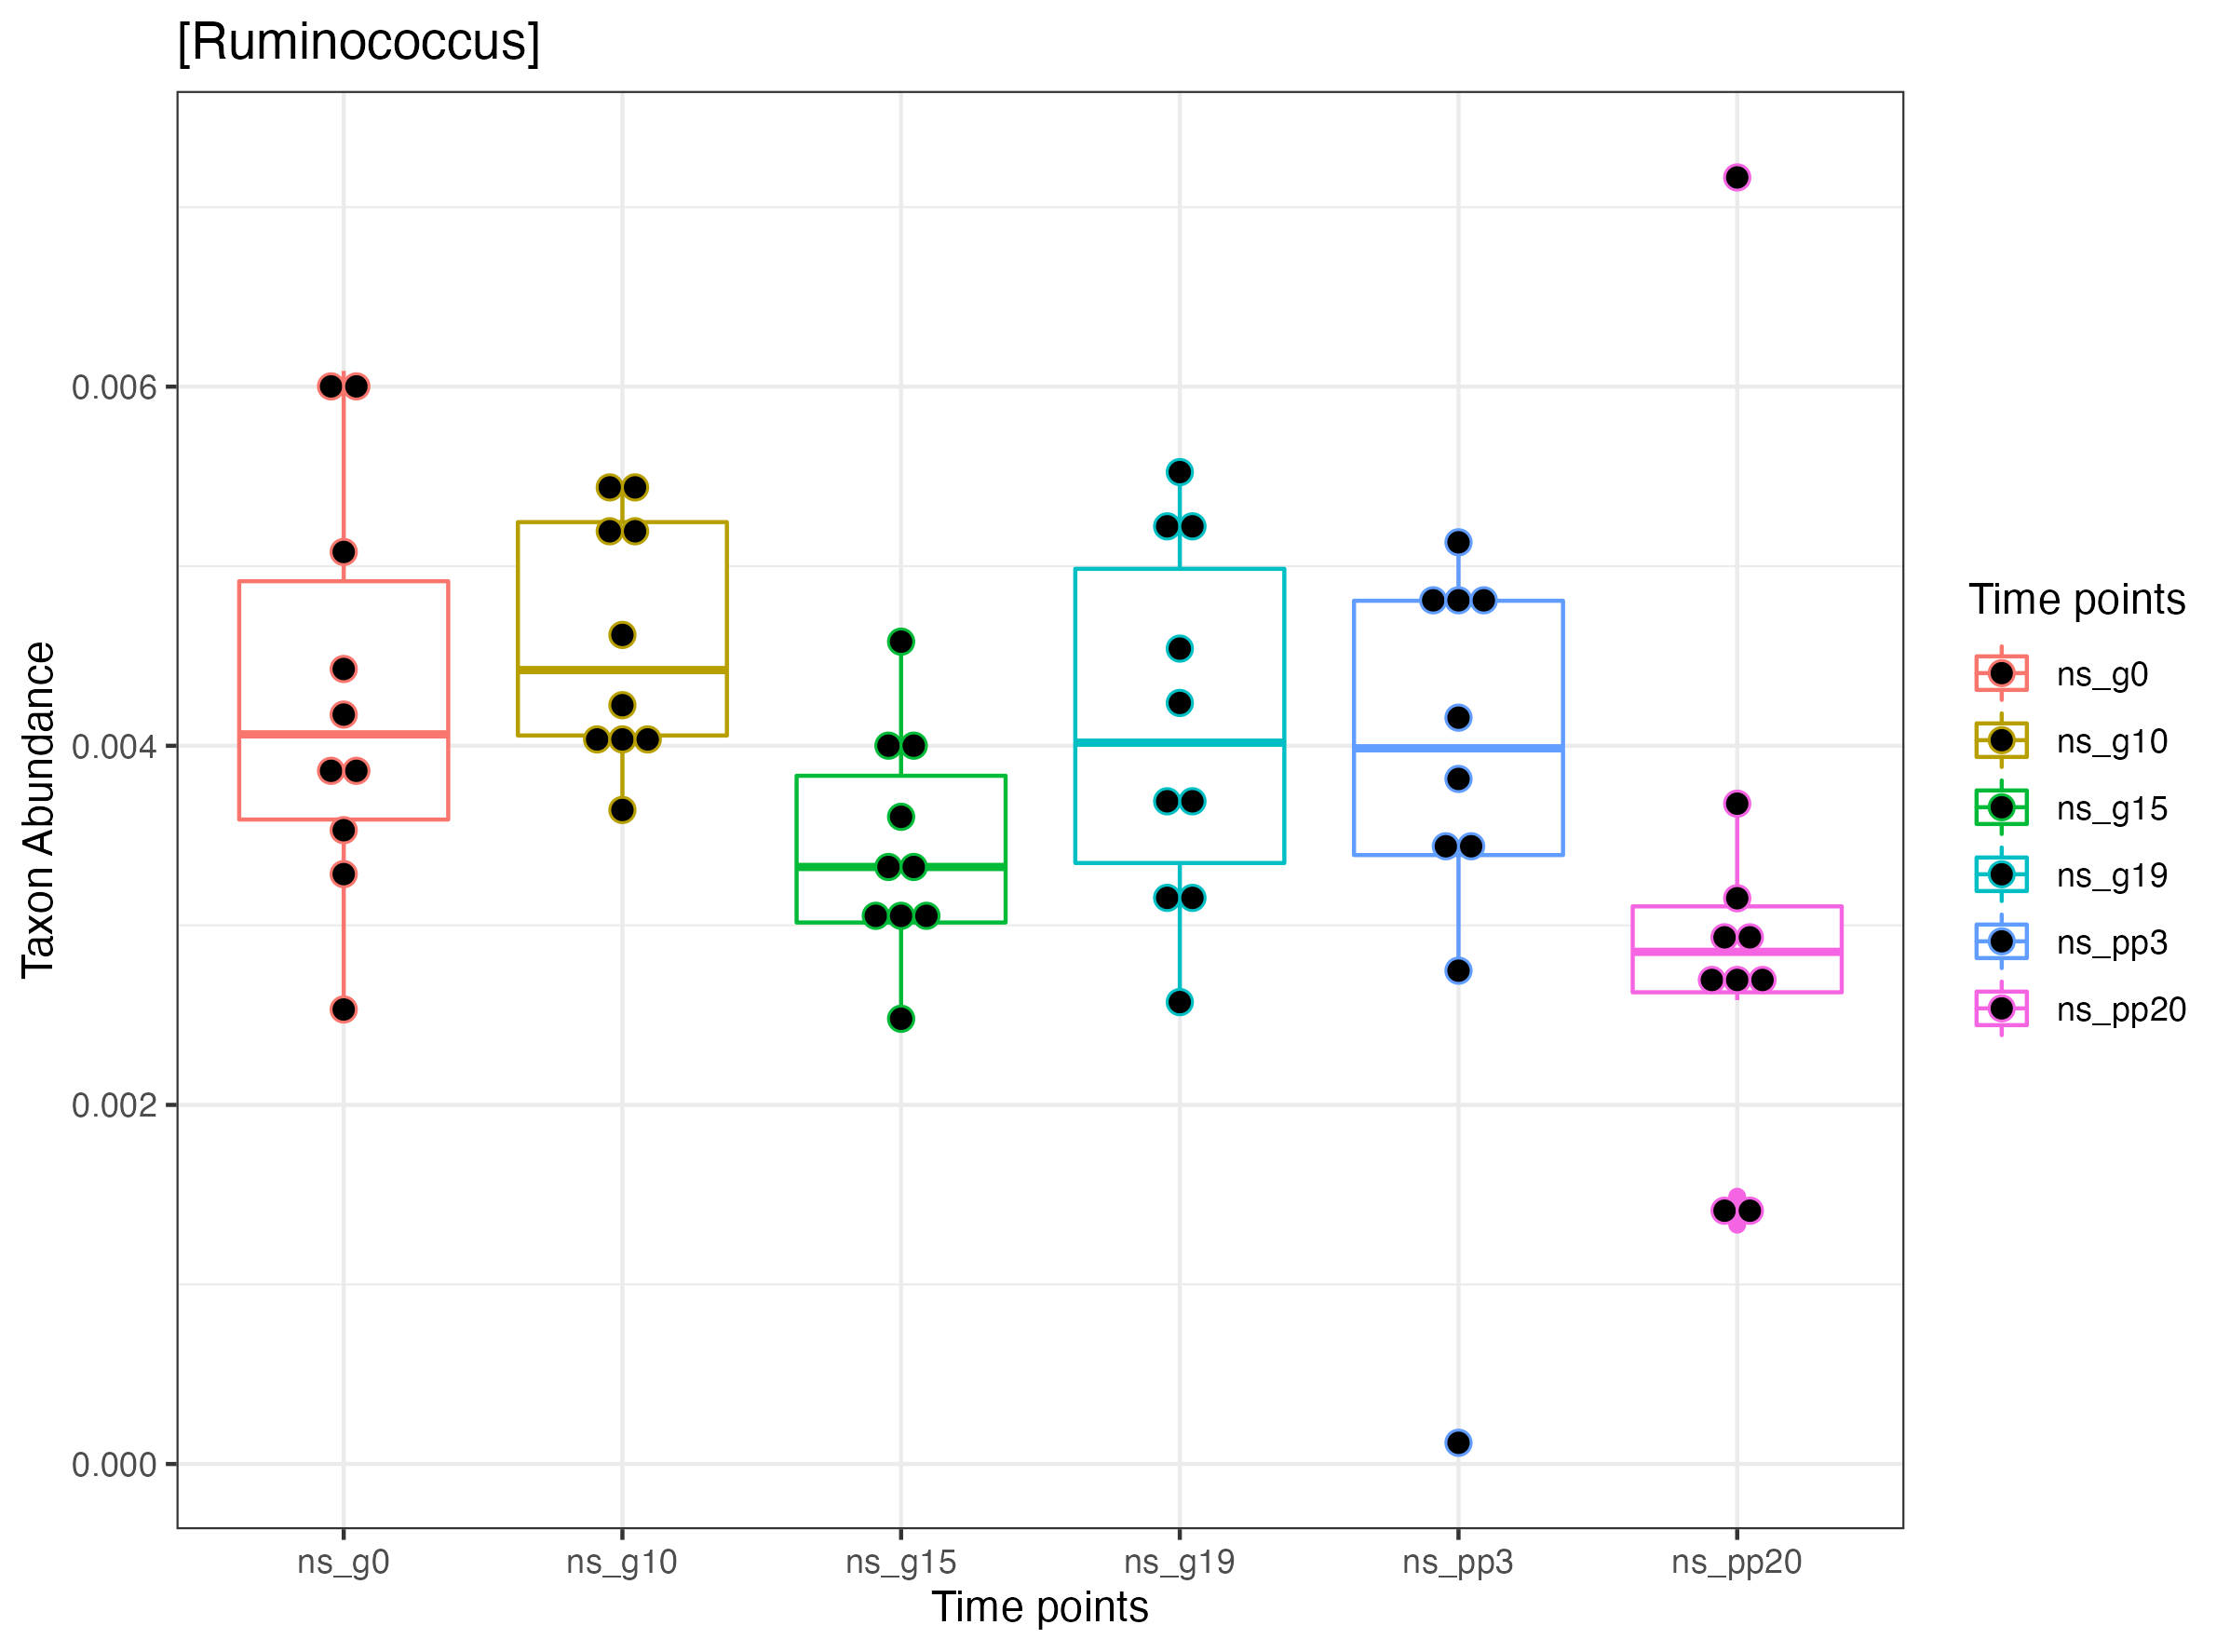 [Ruminococcus]
Taxon Abundance
0.006
0.004
0.002
0.000
ns_g0
ns_g10
ns_g15
ns_g19
ns_pp3
ns_pp20
Time points
Time points
ns_g0
ns_g10
ns_g15
ns_g19
ns_pp3
ns_pp20